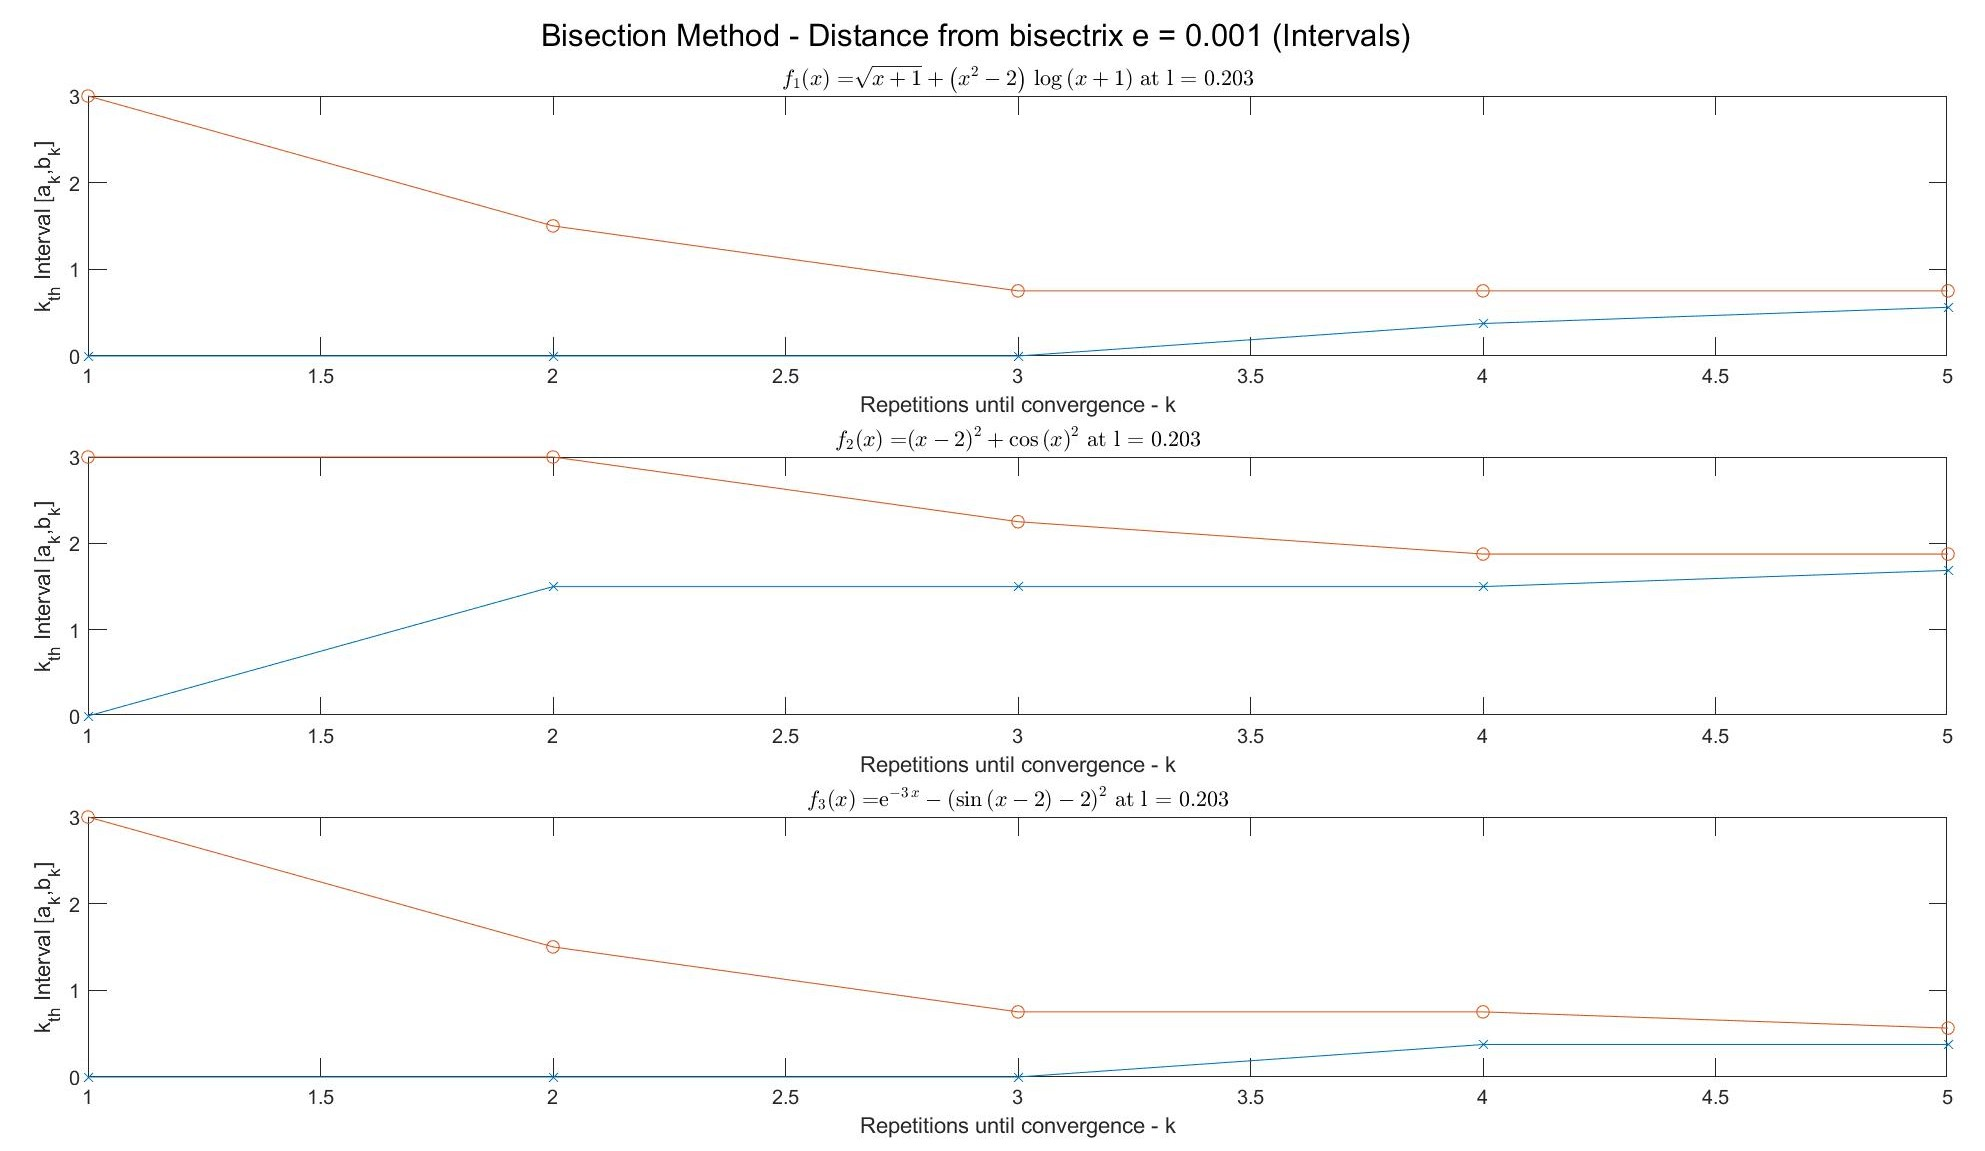 Bisection Method - Distance from bisectrix e = 0.001 (Intervals)
f₁(x) =√x + 1 + (x² − 2) log (x + 1) at l = 0.203
k_th Interval [a_k,b_k]
3
2
1
0
1 1.5 2 2.5 3 3.5 4 4.5 5
Repetitions until convergence - k
f₂(x) =(x − 2)² + cos (x)² at l = 0.203
k_th Interval [a_k,b_k]
3
2
1
0
1 1.5 2 2.5 3 3.5 4 4.5 5
Repetitions until convergence - k
f₃(x) =e⁻³ˣ − (sin (x − 2) − 2)² at l = 0.203
k_th Interval [a_k,b_k]
3
2
1
0
1 1.5 2 2.5 3 3.5 4 4.5 5
Repetitions until convergence - k